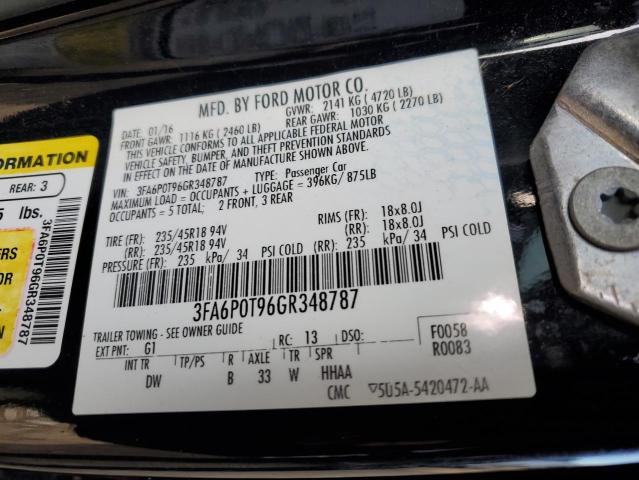 MFD. BY FORD MOTOR CO.
DATE: 01/16 GVWR: 2141 KG ( 4720 LB)
FRONT GAWR: 1116 KG ( 2460 LB) REAR GAWR: 1030 KG ( 2270 LB)
THIS VEHICLE CONFORMS TO ALL APPLICABLE FEDERAL MOTOR
VEHICLE SAFETY, BUMPER, AND THEFT PREVENTION STANDARDS
IN EFFECT ON THE DATE OF MANUFACTURE SHOWN ABOVE.
VIN: 3FA6P0T96GR348787 TYPE: Passenger Car
MAXIMUM LOAD = OCCUPANTS + LUGGAGE = 396KG/ 875LB
OCCUPANTS = 5 TOTAL; 2 FRONT, 3 REAR
TIRE (FR): 235/45R18 94V RIMS (FR): 18x8.0J
(RR): 235/45R18 94V (RR): 18x8.0J
PRESSURE (FR): 235 kPa/ 34 PSI COLD (RR): 235 kPa/ 34 PSI COLD
3FA6P0T96GR348787
TRAILER TOWING - SEE OWNER GUIDE
EXT PNT: G1 RC: 13 DSO: F0058
INT TR TP/PS R AXLE TR SPR R0083
DW B 33 W HHAA
CMC ▽5U5A-5420472-AA
ORMATION
REAR: 3
5 lbs.
ERS
OR
N
3FA6P0T96GR348787